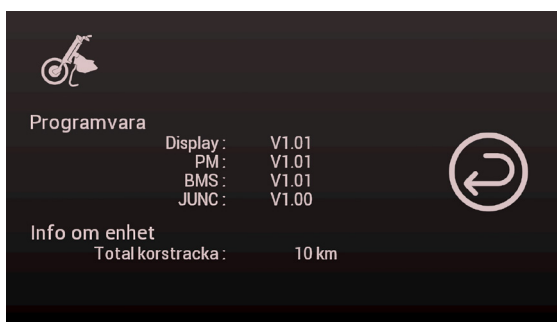 Programvara
Display : V1.01
PM : V1.01
BMS : V1.01
JUNC : V1.00
Info om enhet
Total korstracka : 10 km